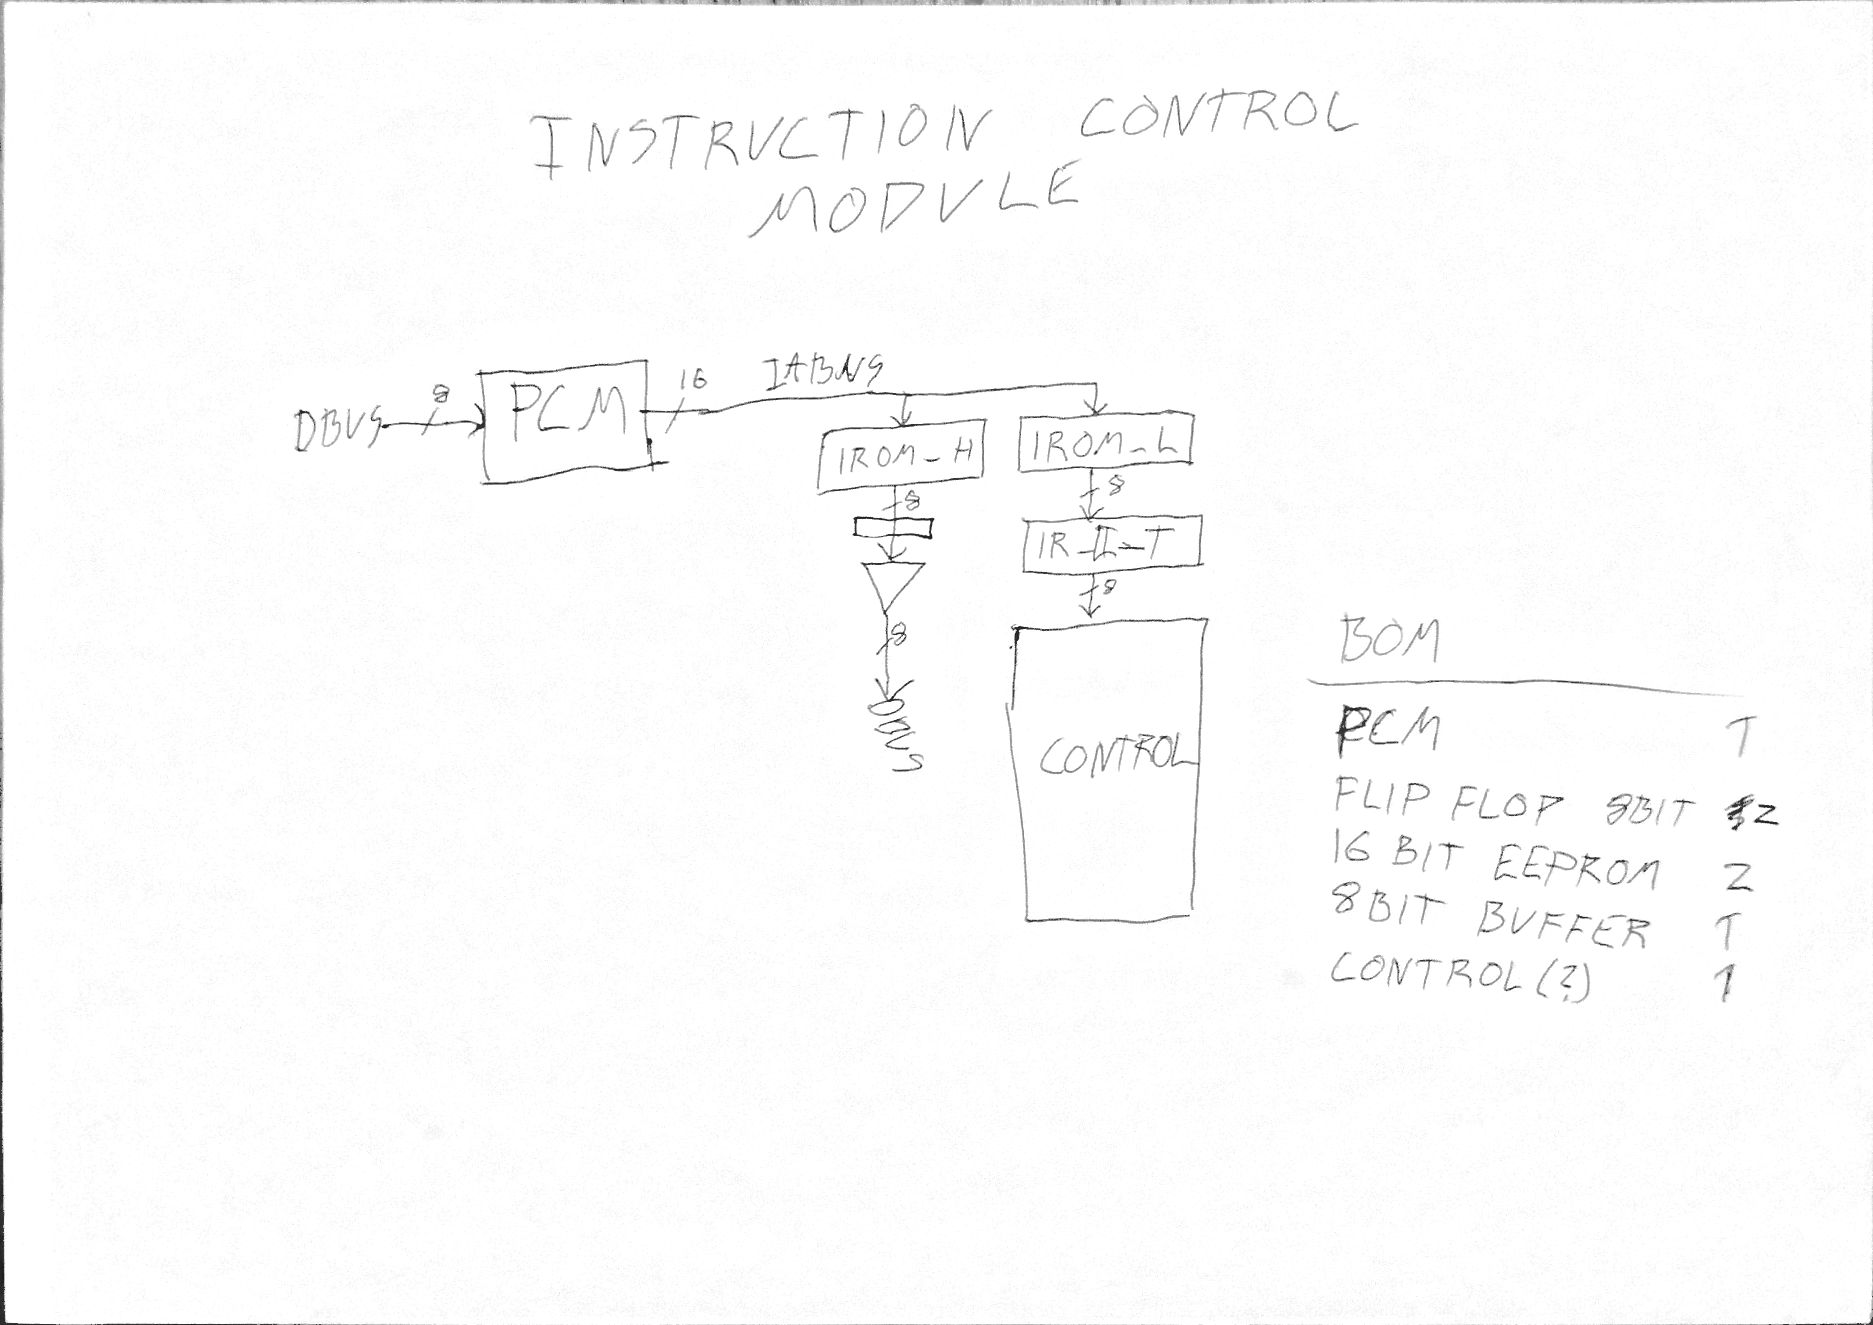 INSTRUCTION CONTROL
MODULE
DBUS
8
PCM
16
IABUS
IROM_H
IROM_L
8
8
8
8
DBUS
CONTROL
BOM
PCM 1
FLIP FLOP 8BIT 2
16 BIT EEPROM 2
8BIT BUFFER 1
CONTROL (?) 1